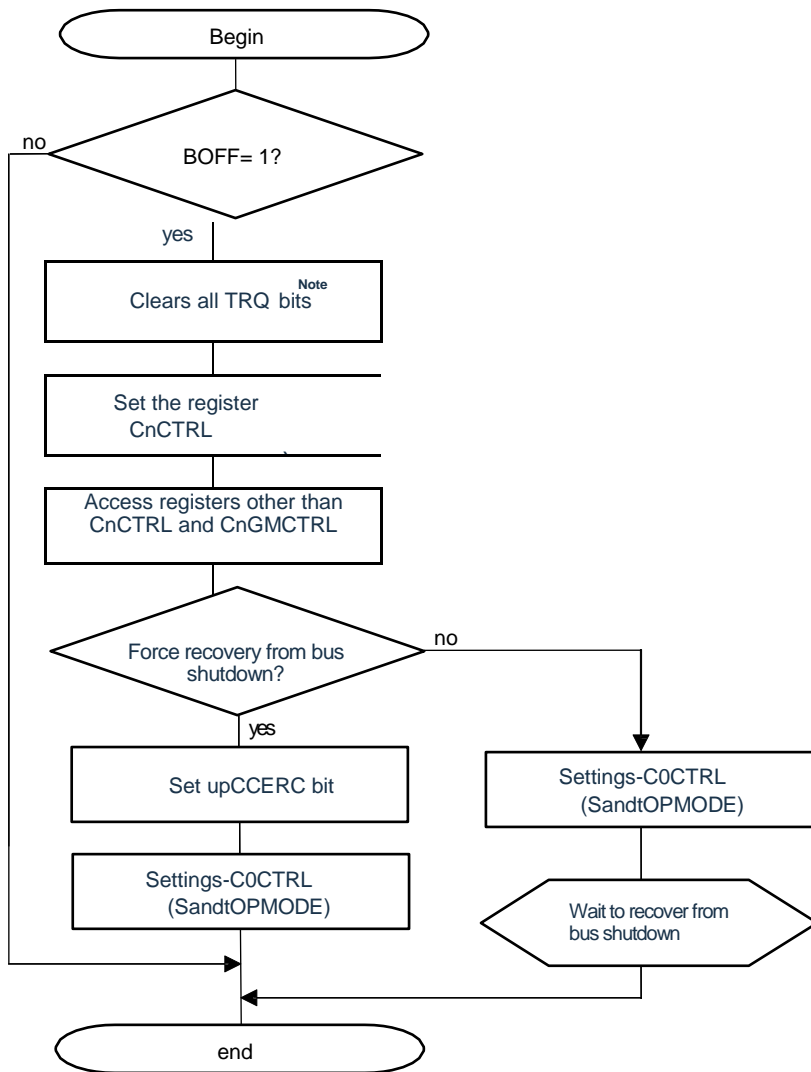 Begin
no
BOFF= 1?
yes
Clears all TRQ bits Note
Set the register
CnCTRL
Access registers other than
CnCTRL and CnGMCTRL
Force recovery from bus
shutdown?
no
yes
Set upCCERC bit
Settings-C0CTRL
(SandtOPMODE)
Settings-C0CTRL
(SandtOPMODE)
Wait to recover from
bus shutdown
end